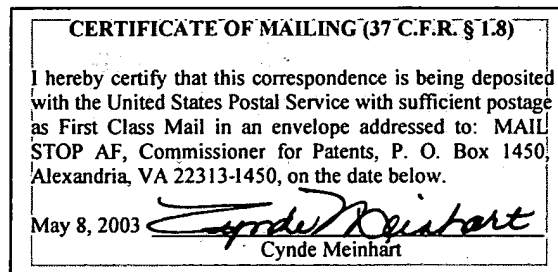 CERTIFICATE OF MAILING (37 C.F.R. § 1.8)
I hereby certify that this correspondence is being deposited
with the United States Postal Service with sufficient postage
as First Class Mail in an envelope addressed to: MAIL
STOP AF, Commissioner for Patents, P. O. Box 1450,
Alexandria, VA 22313-1450, on the date below.
May 8, 2003 Cynde Meinhart
Cynde Meinhart